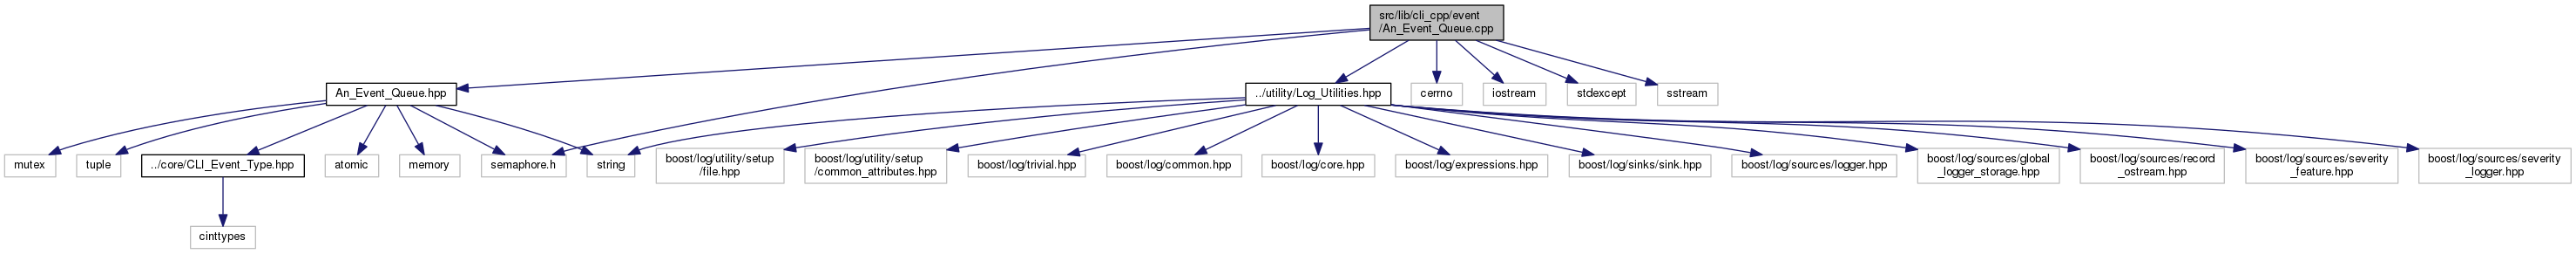 src/lib/cli_cpp/event
/An_Event_Queue.cpp
An_Event_Queue.hpp
../utility/Log_Utilities.hpp
cerrno
iostream
stdexcept
sstream
mutex
tuple
../core/CLI_Event_Type.hpp
atomic
memory
semaphore.h
string
boost/log/utility/setup
/file.hpp
boost/log/utility/setup
/common_attributes.hpp
boost/log/trivial.hpp
boost/log/common.hpp
boost/log/core.hpp
boost/log/expressions.hpp
boost/log/sinks/sink.hpp
boost/log/sources/logger.hpp
boost/log/sources/global
_logger_storage.hpp
boost/log/sources/record
_ostream.hpp
boost/log/sources/severity
_feature.hpp
boost/log/sources/severity
_logger.hpp
cinttypes